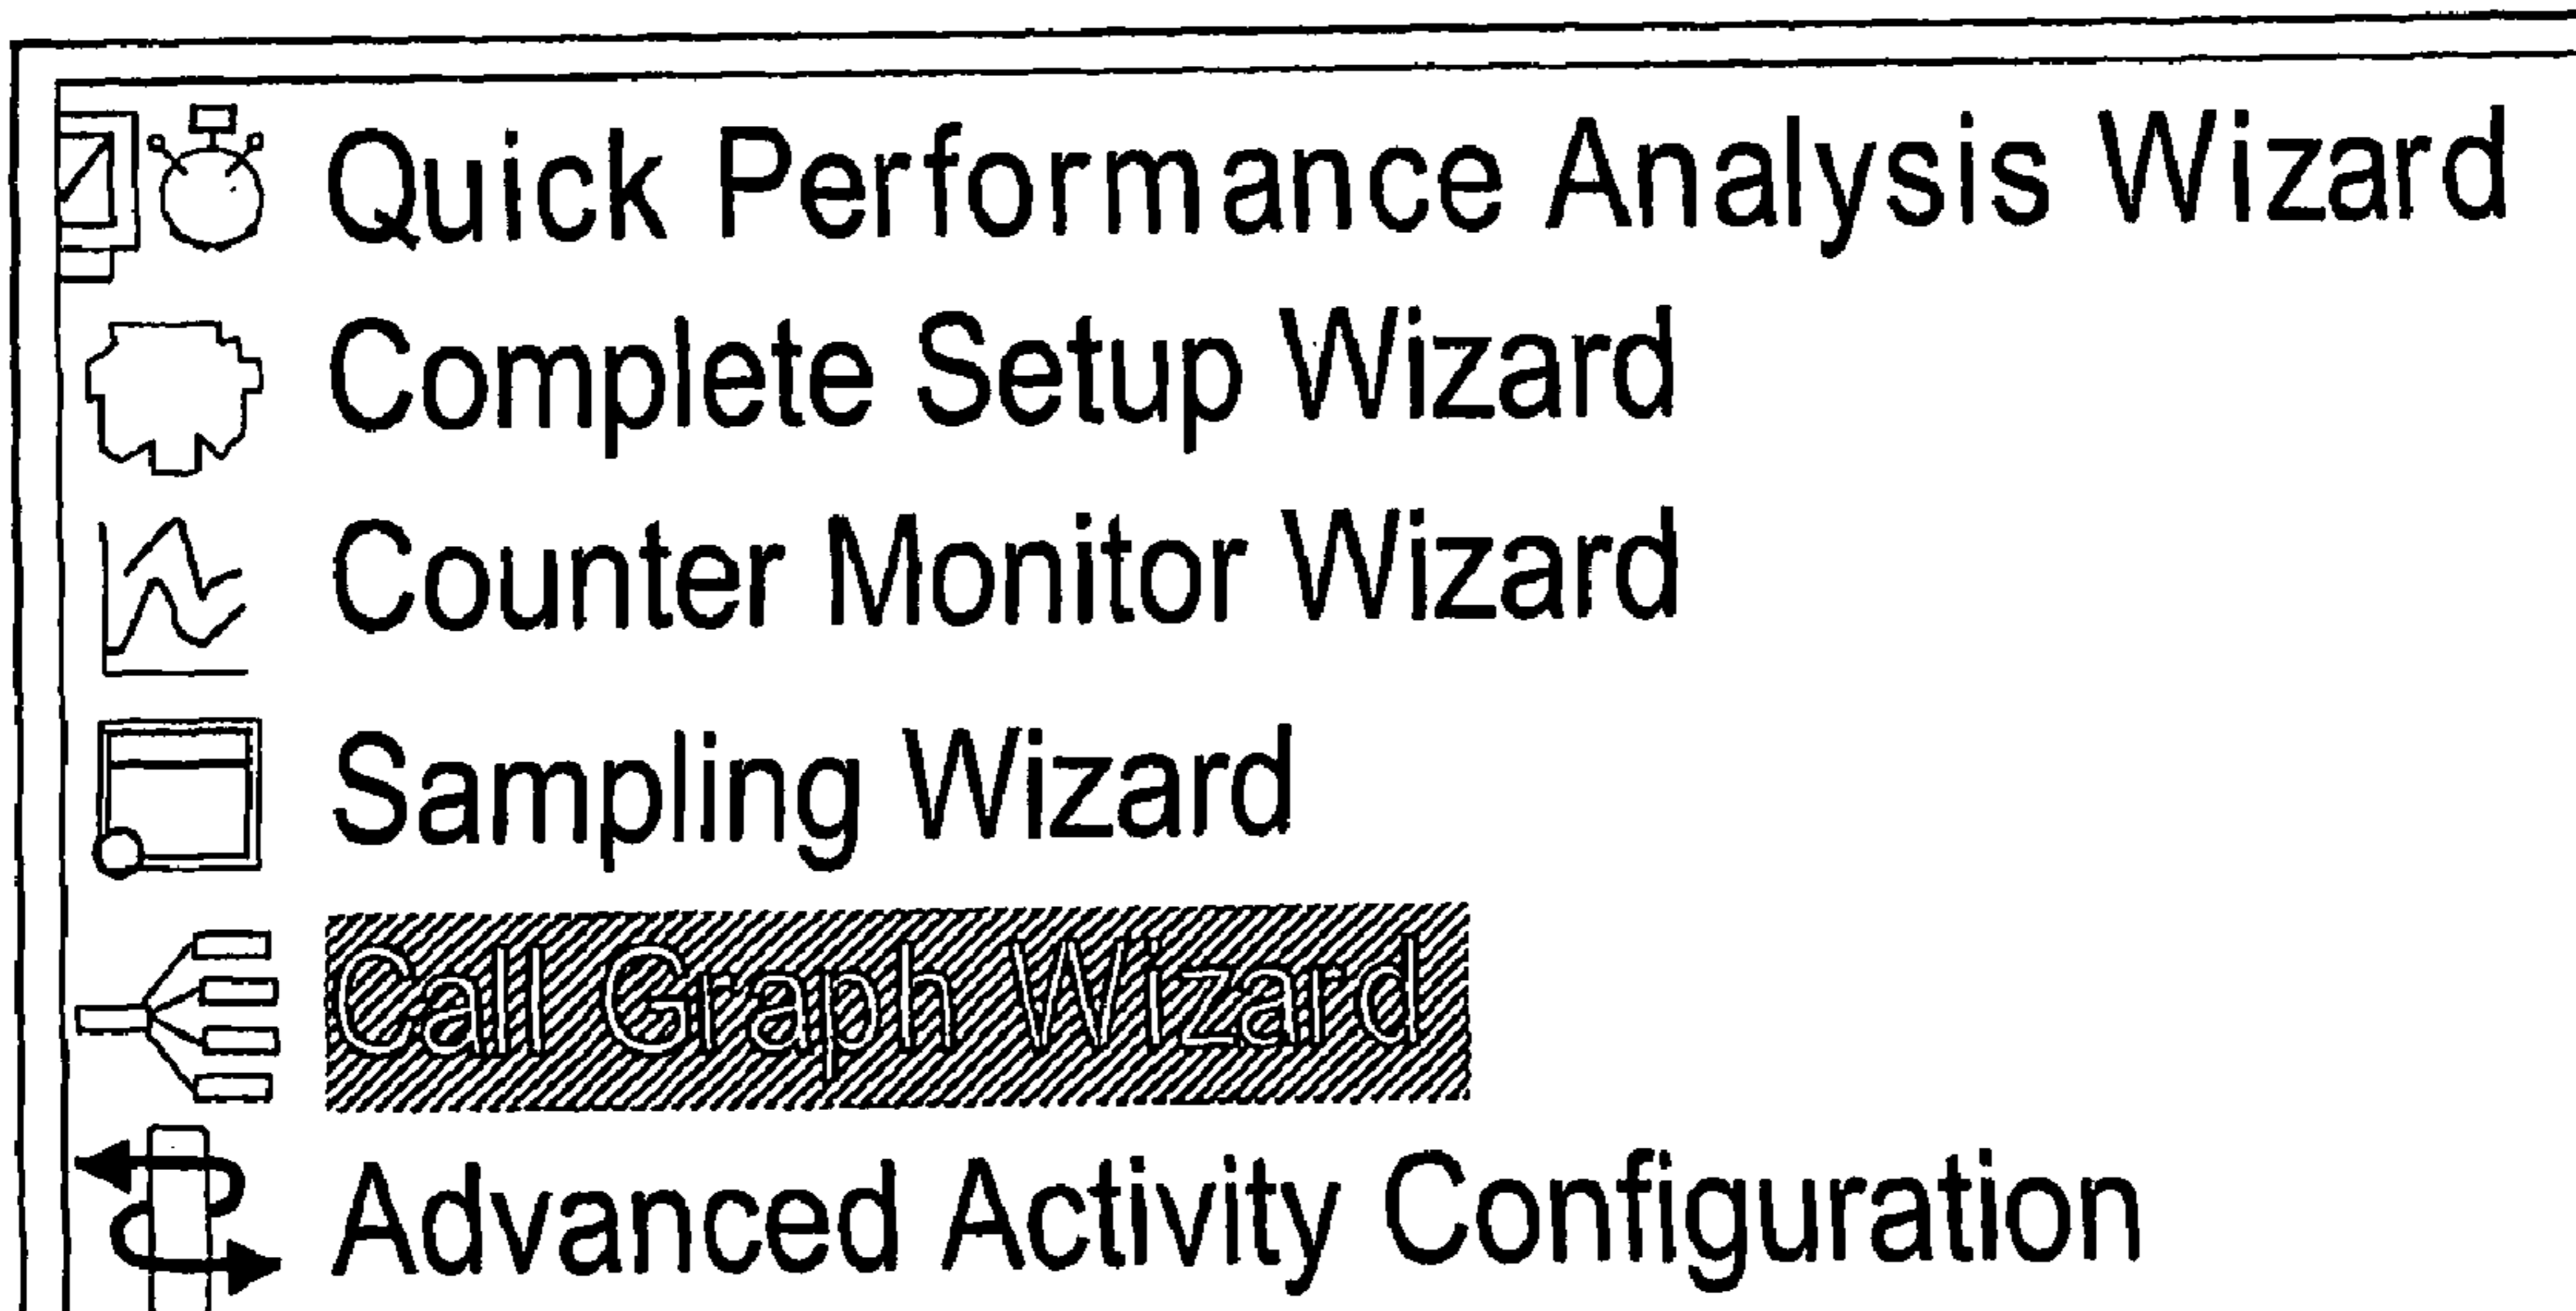 Quick Performance Analysis Wizard
Complete Setup Wizard
Counter Monitor Wizard
Sampling Wizard
Call Graph Wizard
Advanced Activity Configuration